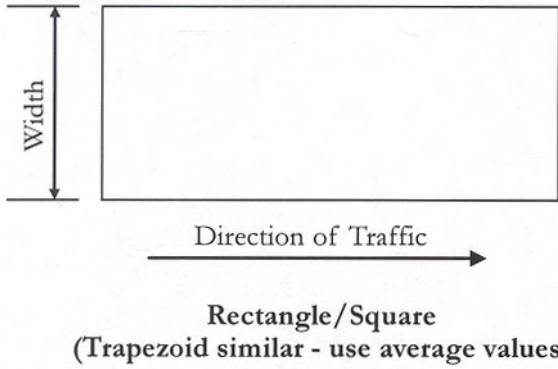 Width
Direction of Traffic
Rectangle/Square
(Trapezoid similar - use average values